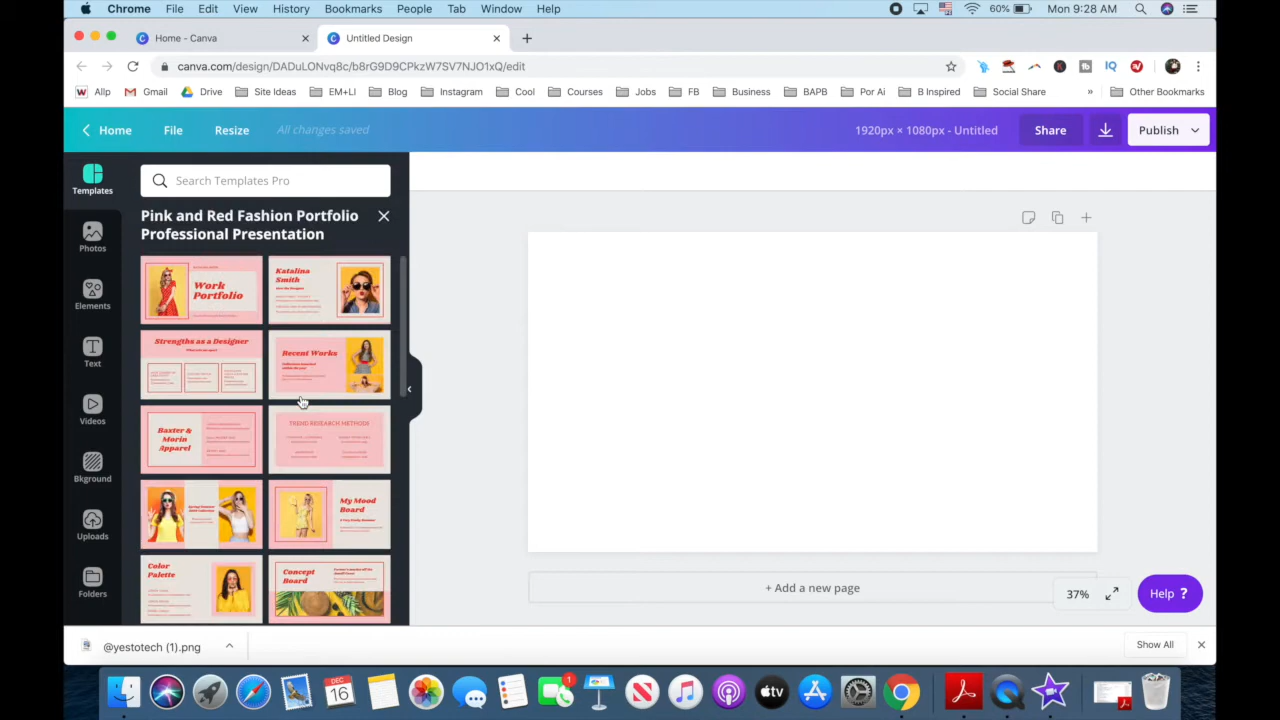 Chrome File Edit View History Bookmarks People Tab Window Help 60% Mon 9:28 AM
Home - Canva Untitled Design
canva.com/design/DADuLONvq8c/b8rG9D9CPkzW7SV7NJO1xQ/edit
Allp Gmail Drive Site Ideas EM+LI Blog Instagram Cool Courses Jobs FB Business BAPB Por Ai B Inspired Social Share » Other Bookmarks
Home File Resize All changes saved 1920px × 1080px - Untitled Share Publish
Templates
Search Templates Pro
Pink and Red Fashion Portfolio
Professional Presentation
Photos
Elements
Text
Videos
Bkground
Uploads
Folders
Work
Portfolio
Katalina
Smith
Strengths as a Designer
Recent Works
Baxter &
Morin
Apparel
TREND RESEARCH METHODS
My Mood
Board
Color
Palette
Concept
Board
+ Add a new page
37%
Help ?
@yestotech (1).png
Show All
DEC
16
1
tv